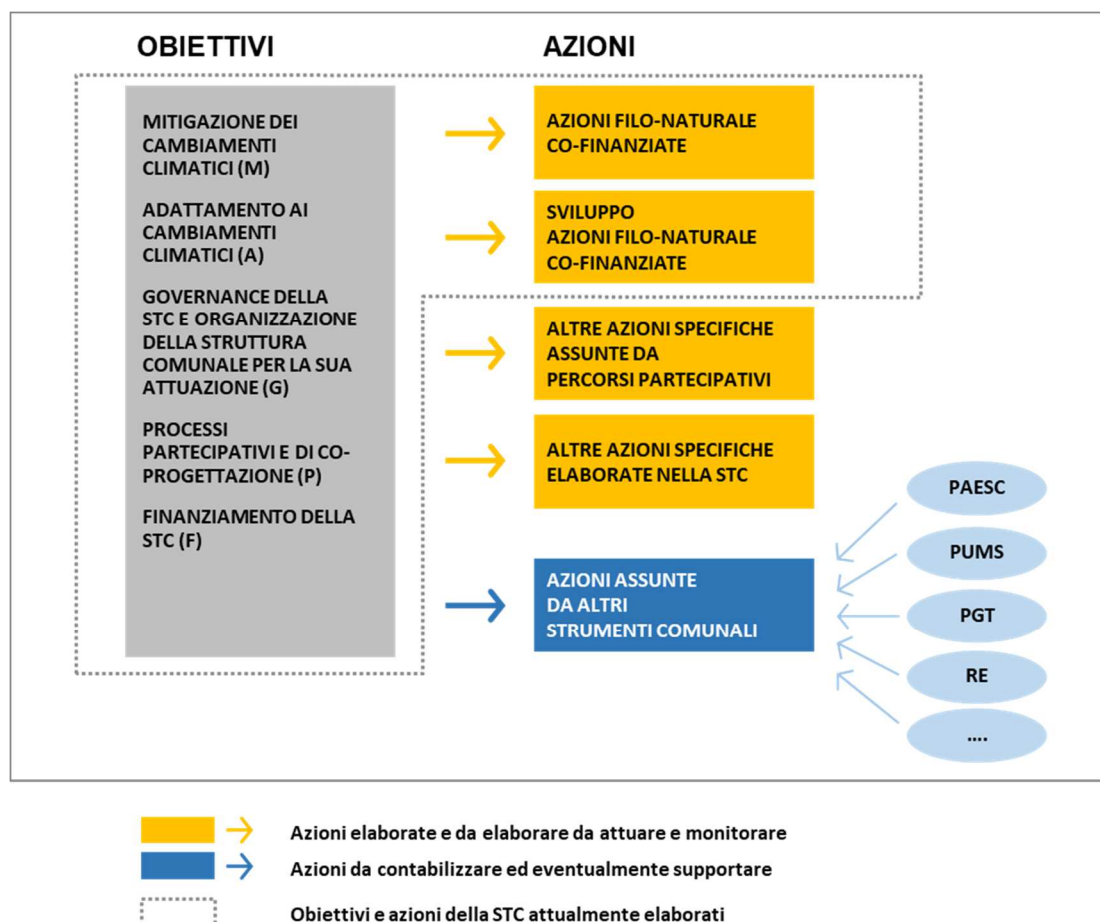 OBIETTIVI
AZIONI
MITIGAZIONE DEI
CAMBIAMENTI
CLIMATICI (M)
ADATTAMENTO AI
CAMBIAMENTI
CLIMATICI (A)
GOVERNANCE DELLA
STC E ORGANIZZAZIONE
DELLA STRUTTURA
COMUNALE PER LA SUA
ATTUAZIONE (G)
PROCESSI
PARTECIPATIVI E DI CO-
PROGETTAZIONE (P)
FINANZIAMENTO DELLA
STC (F)
AZIONI FILO-NATURALE
CO-FINANZIATE
SVILUPPO
AZIONI FILO-NATURALE
CO-FINANZIATE
ALTRE AZIONI SPECIFICHE
ASSUNTE DA
PERCORSI PARTECIPATIVI
ALTRE AZIONI SPECIFICHE
ELABORATE NELLA STC
AZIONI ASSUNTE
DA ALTRI
STRUMENTI COMUNALI
PAESC
PUMS
PGT
RE
....
Azioni elaborate e da elaborare da attuare e monitorare
Azioni da contabilizzare ed eventualmente supportare
Obiettivi e azioni della STC attualmente elaborati